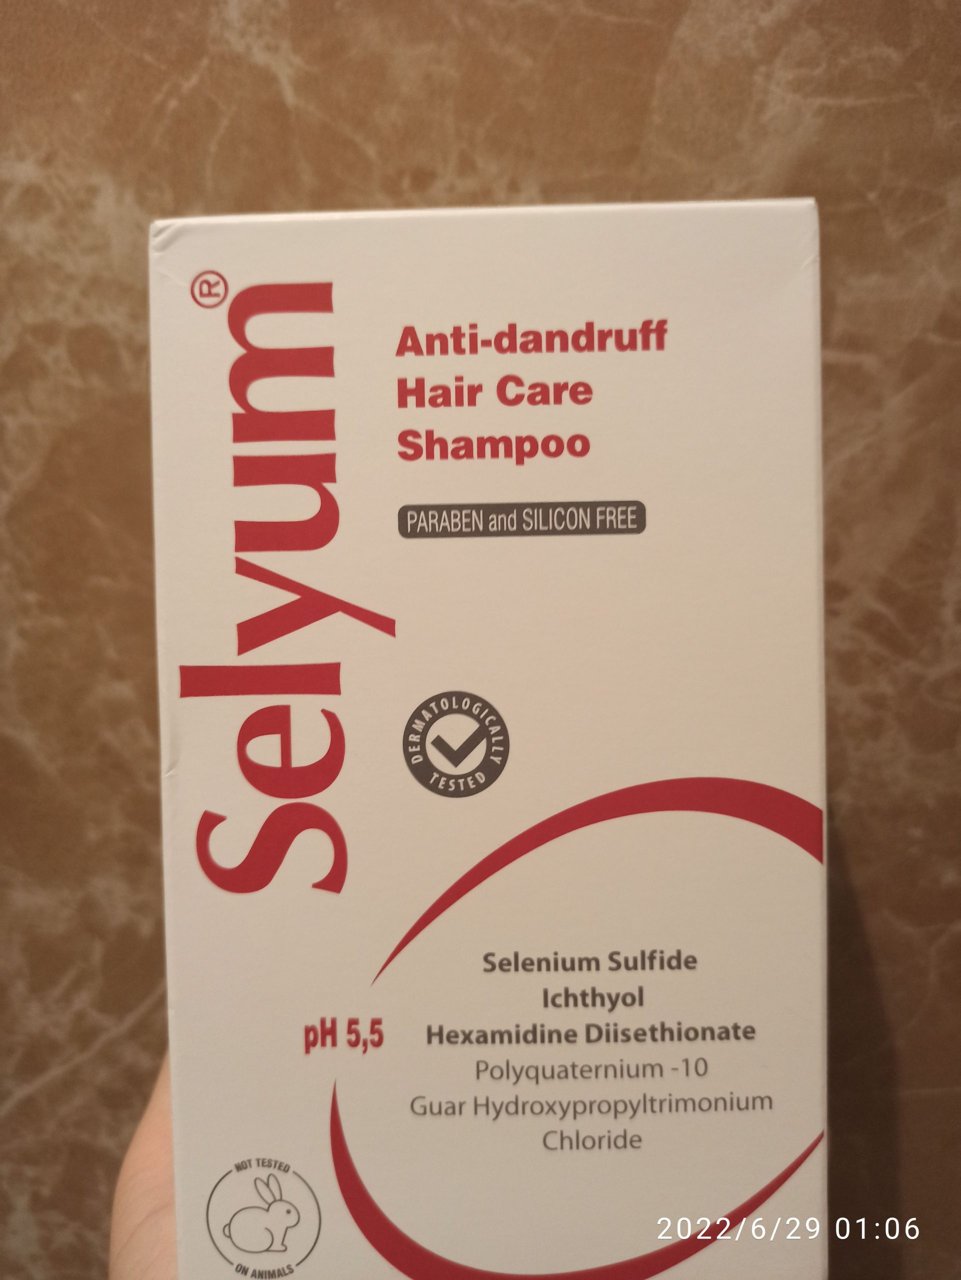 Selyum®
Anti-dandruff
Hair Care
Shampoo
PARABEN and SILICON FREE
DERMATOLOGICALLY
TESTED
Selenium Sulfide
Ichthyol
pH 5,5
Hexamidine Diisethionate
Polyquaternium -10
Guar Hydroxypropyltrimonium
Chloride
NOT TESTED
ON ANIMALS
2022/6/29 01:06